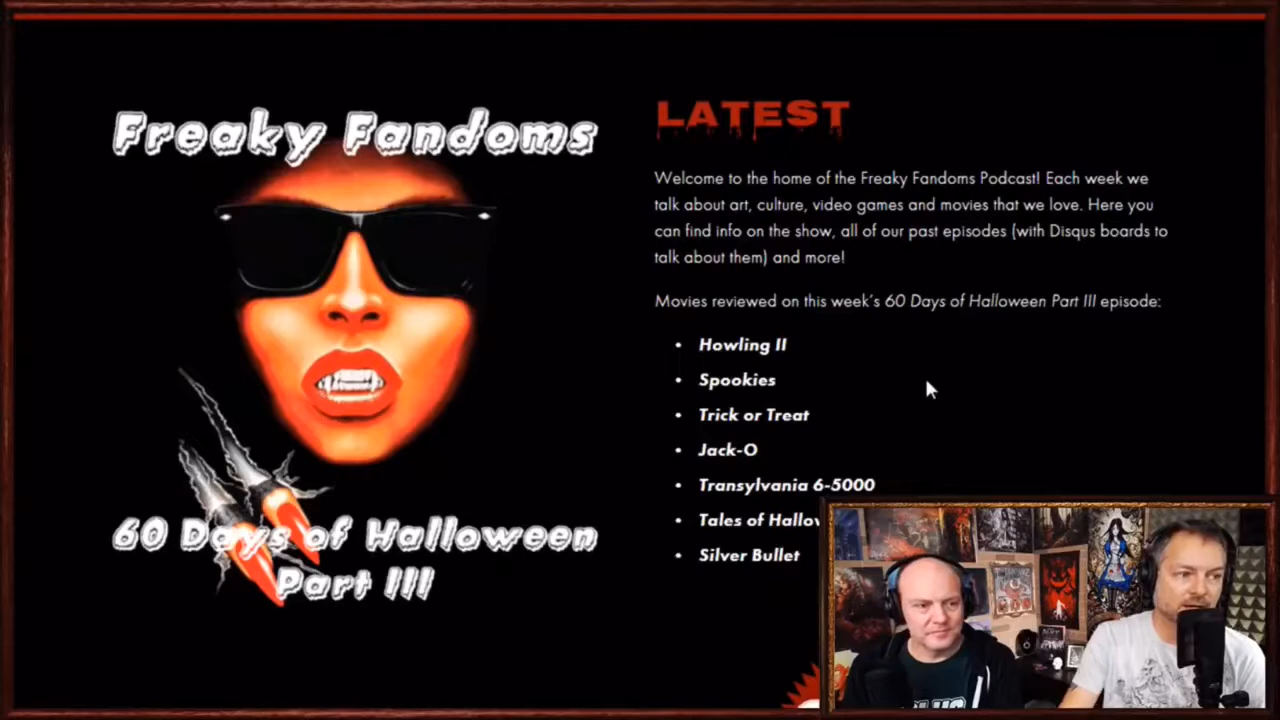 Freaky Fandoms
60 Days of Halloween
Part III
LATEST
Welcome to the home of the Freaky Fandoms Podcast! Each week we
talk about art, culture, video games and movies that we love. Here you
can find info on the show, all of our past episodes (with Disqus boards to
talk about them) and more!
Movies reviewed on this week's 60 Days of Halloween Part III episode:
• Howling II
• Spookies
• Trick or Treat
• Jack-O
• Transylvania 6-5000
• Tales of Hallov
• Silver Bullet